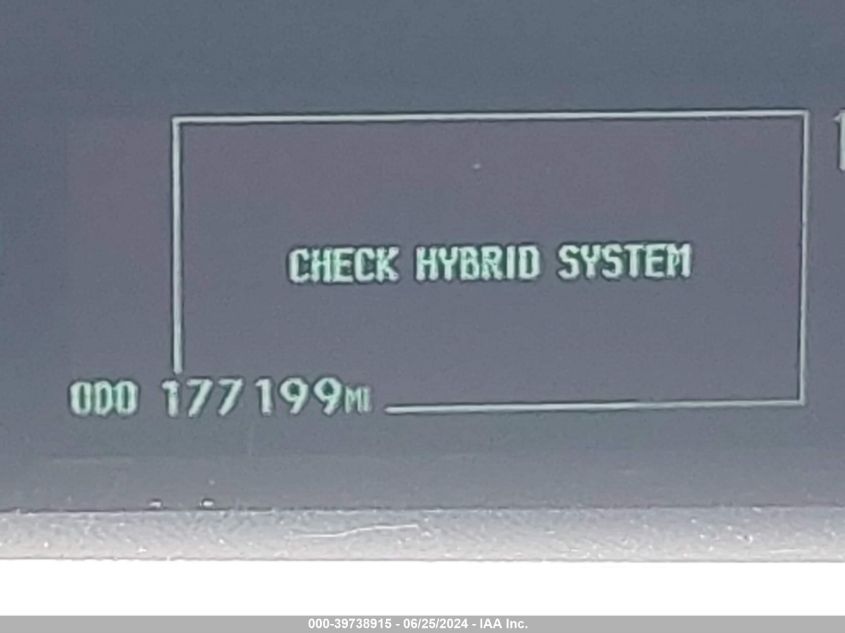 CHECK HYBRID SYSTEM
ODO 177199MI
000-39738915 - 06/25/2024 - IAA Inc.